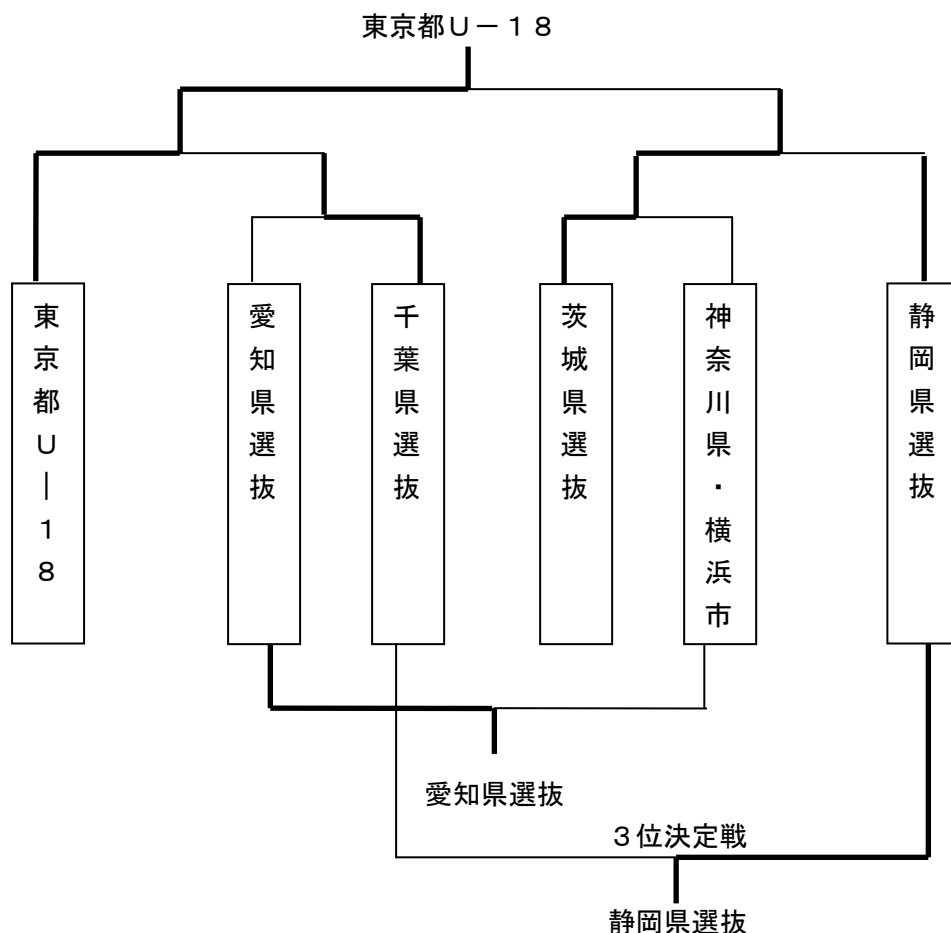 東京都Ｕ－１８
東京都Ｕ｜１８
愛知県選抜
千葉県選抜
茨城県選抜
神奈川県・横浜市
静岡県選抜
愛知県選抜
３位決定戦
静岡県選抜